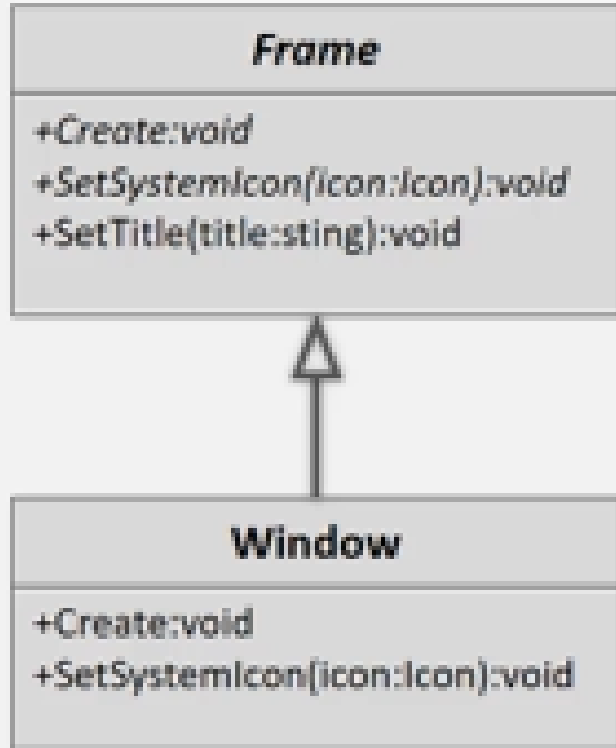 Frame
+Create:void
+SetSystemIcon(icon:Icon):void
+SetTitle(title:sting):void
Window
+Create:void
+SetSystemIcon(icon:Icon):void